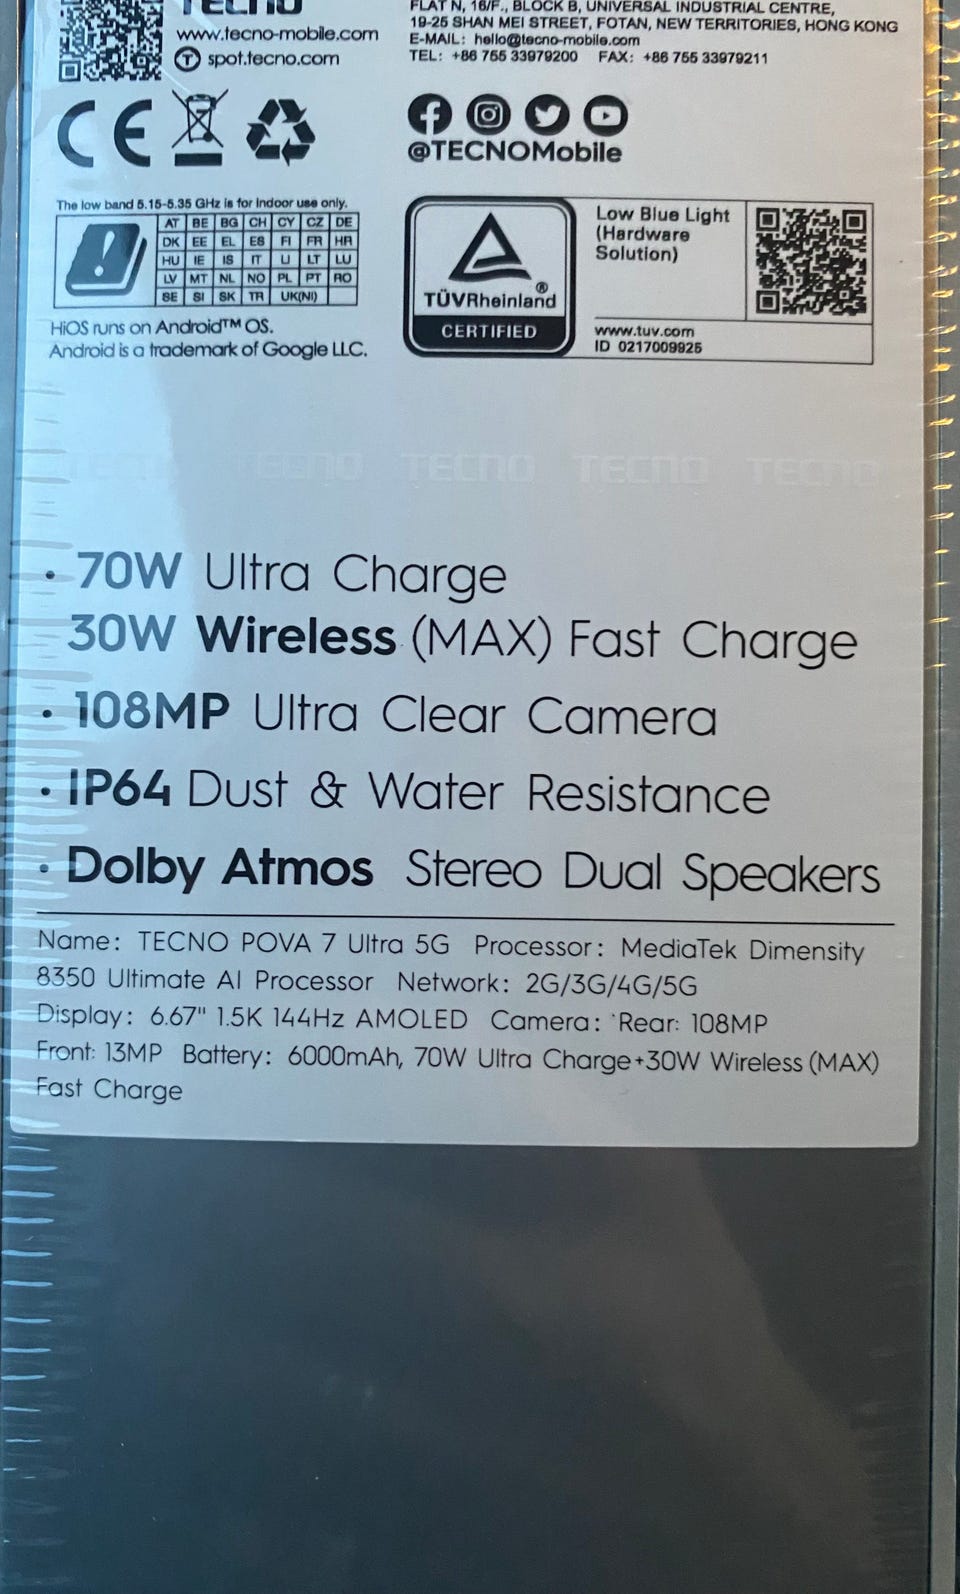 TECNO
www.tecno-mobile.com
spot.tecno.com
FLAT N, 16/F., BLOCK B, UNIVERSAL INDUSTRIAL CENTRE,
19-25 SHAN MEI STREET, FOTAN, NEW TERRITORIES, HONG KONG
E-MAIL: hello@tecno-mobile.com
TEL: +86 755 33979200 FAX: +86 755 33979211
CE
@TECNOMobile
The low band 5.15-5.35 GHz is for indoor use only.
AT BE BG CH CY CZ DE
DK EE EL ES FI FR HR
HU IE IS IT LI LT LU
LV MT NL NO PL PT RO
SE SI SK TR UK(NI)
HiOS runs on Android™ OS.
Android is a trademark of Google LLC.
TÜVRheinland®
CERTIFIED
Low Blue Light
(Hardware
Solution)
www.tuv.com
ID 0217009925
TECNO TECNO TECNO TECNO TECNO
• 70W Ultra Charge
30W Wireless (MAX) Fast Charge
• 108MP Ultra Clear Camera
• IP64 Dust & Water Resistance
• Dolby Atmos Stereo Dual Speakers
Name: TECNO POVA 7 Ultra 5G Processor: MediaTek Dimensity
8350 Ultimate AI Processor Network: 2G/3G/4G/5G
Display: 6.67" 1.5K 144Hz AMOLED Camera: Rear: 108MP
Front: 13MP Battery: 6000mAh, 70W Ultra Charge+30W Wireless (MAX)
Fast Charge